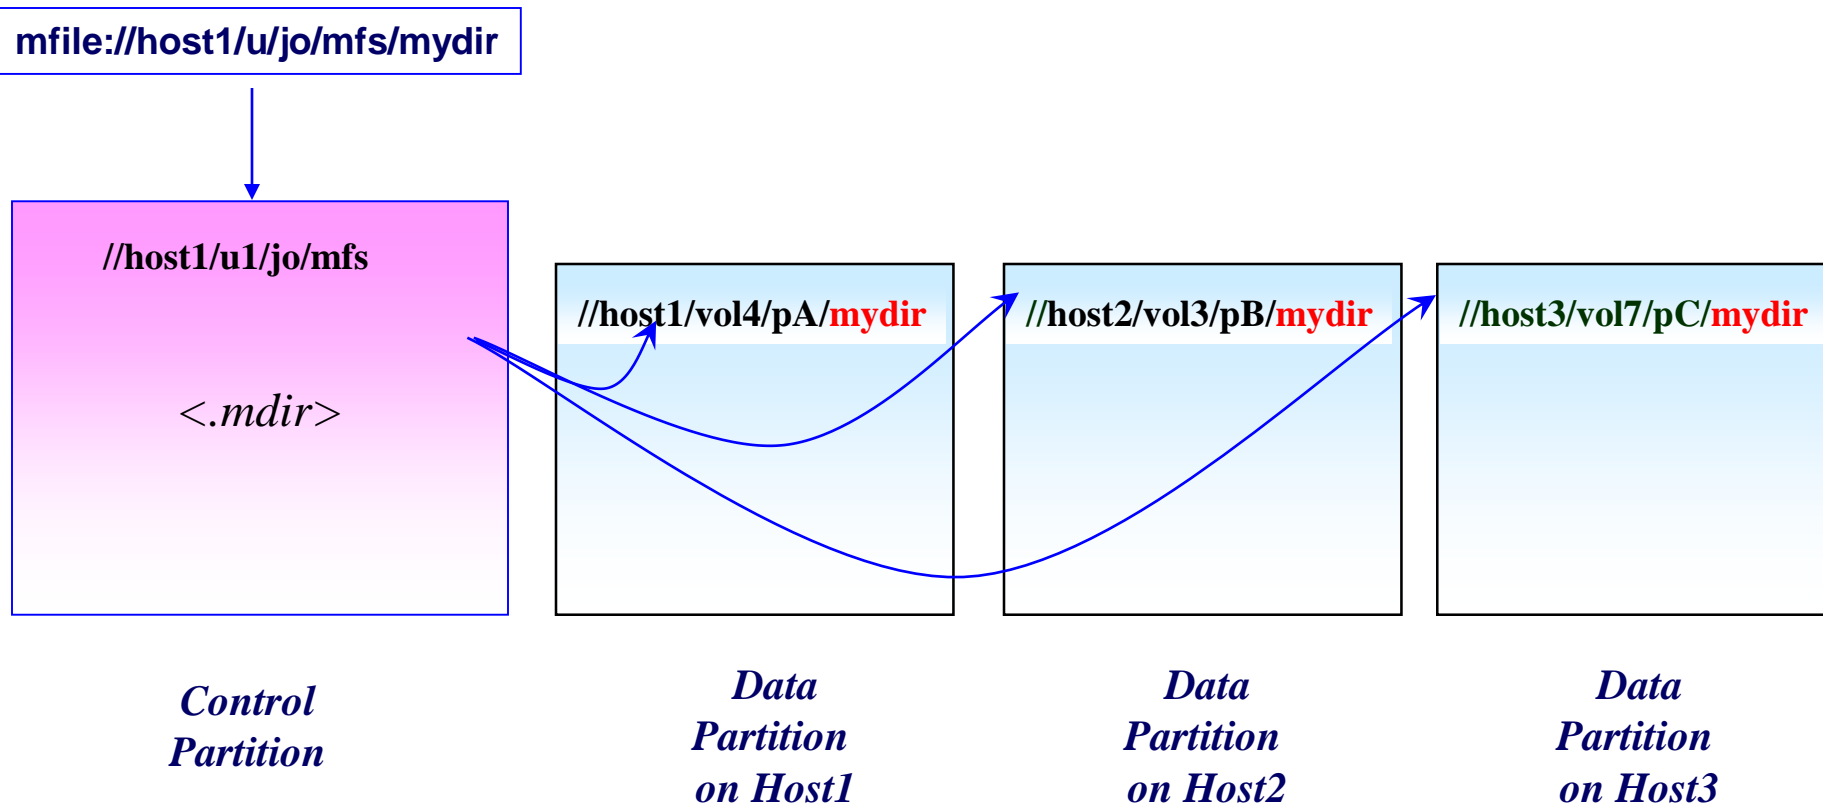 mfile://host1/u/jo/mfs/mydir
//host1/u1/jo/mfs
<.mdir>
//host1/vol4/pA/mydir
//host2/vol3/pB/mydir
//host3/vol7/pC/mydir
Control
Partition
Data
Partition
on Host1
Data
Partition
on Host2
Data
Partition
on Host3